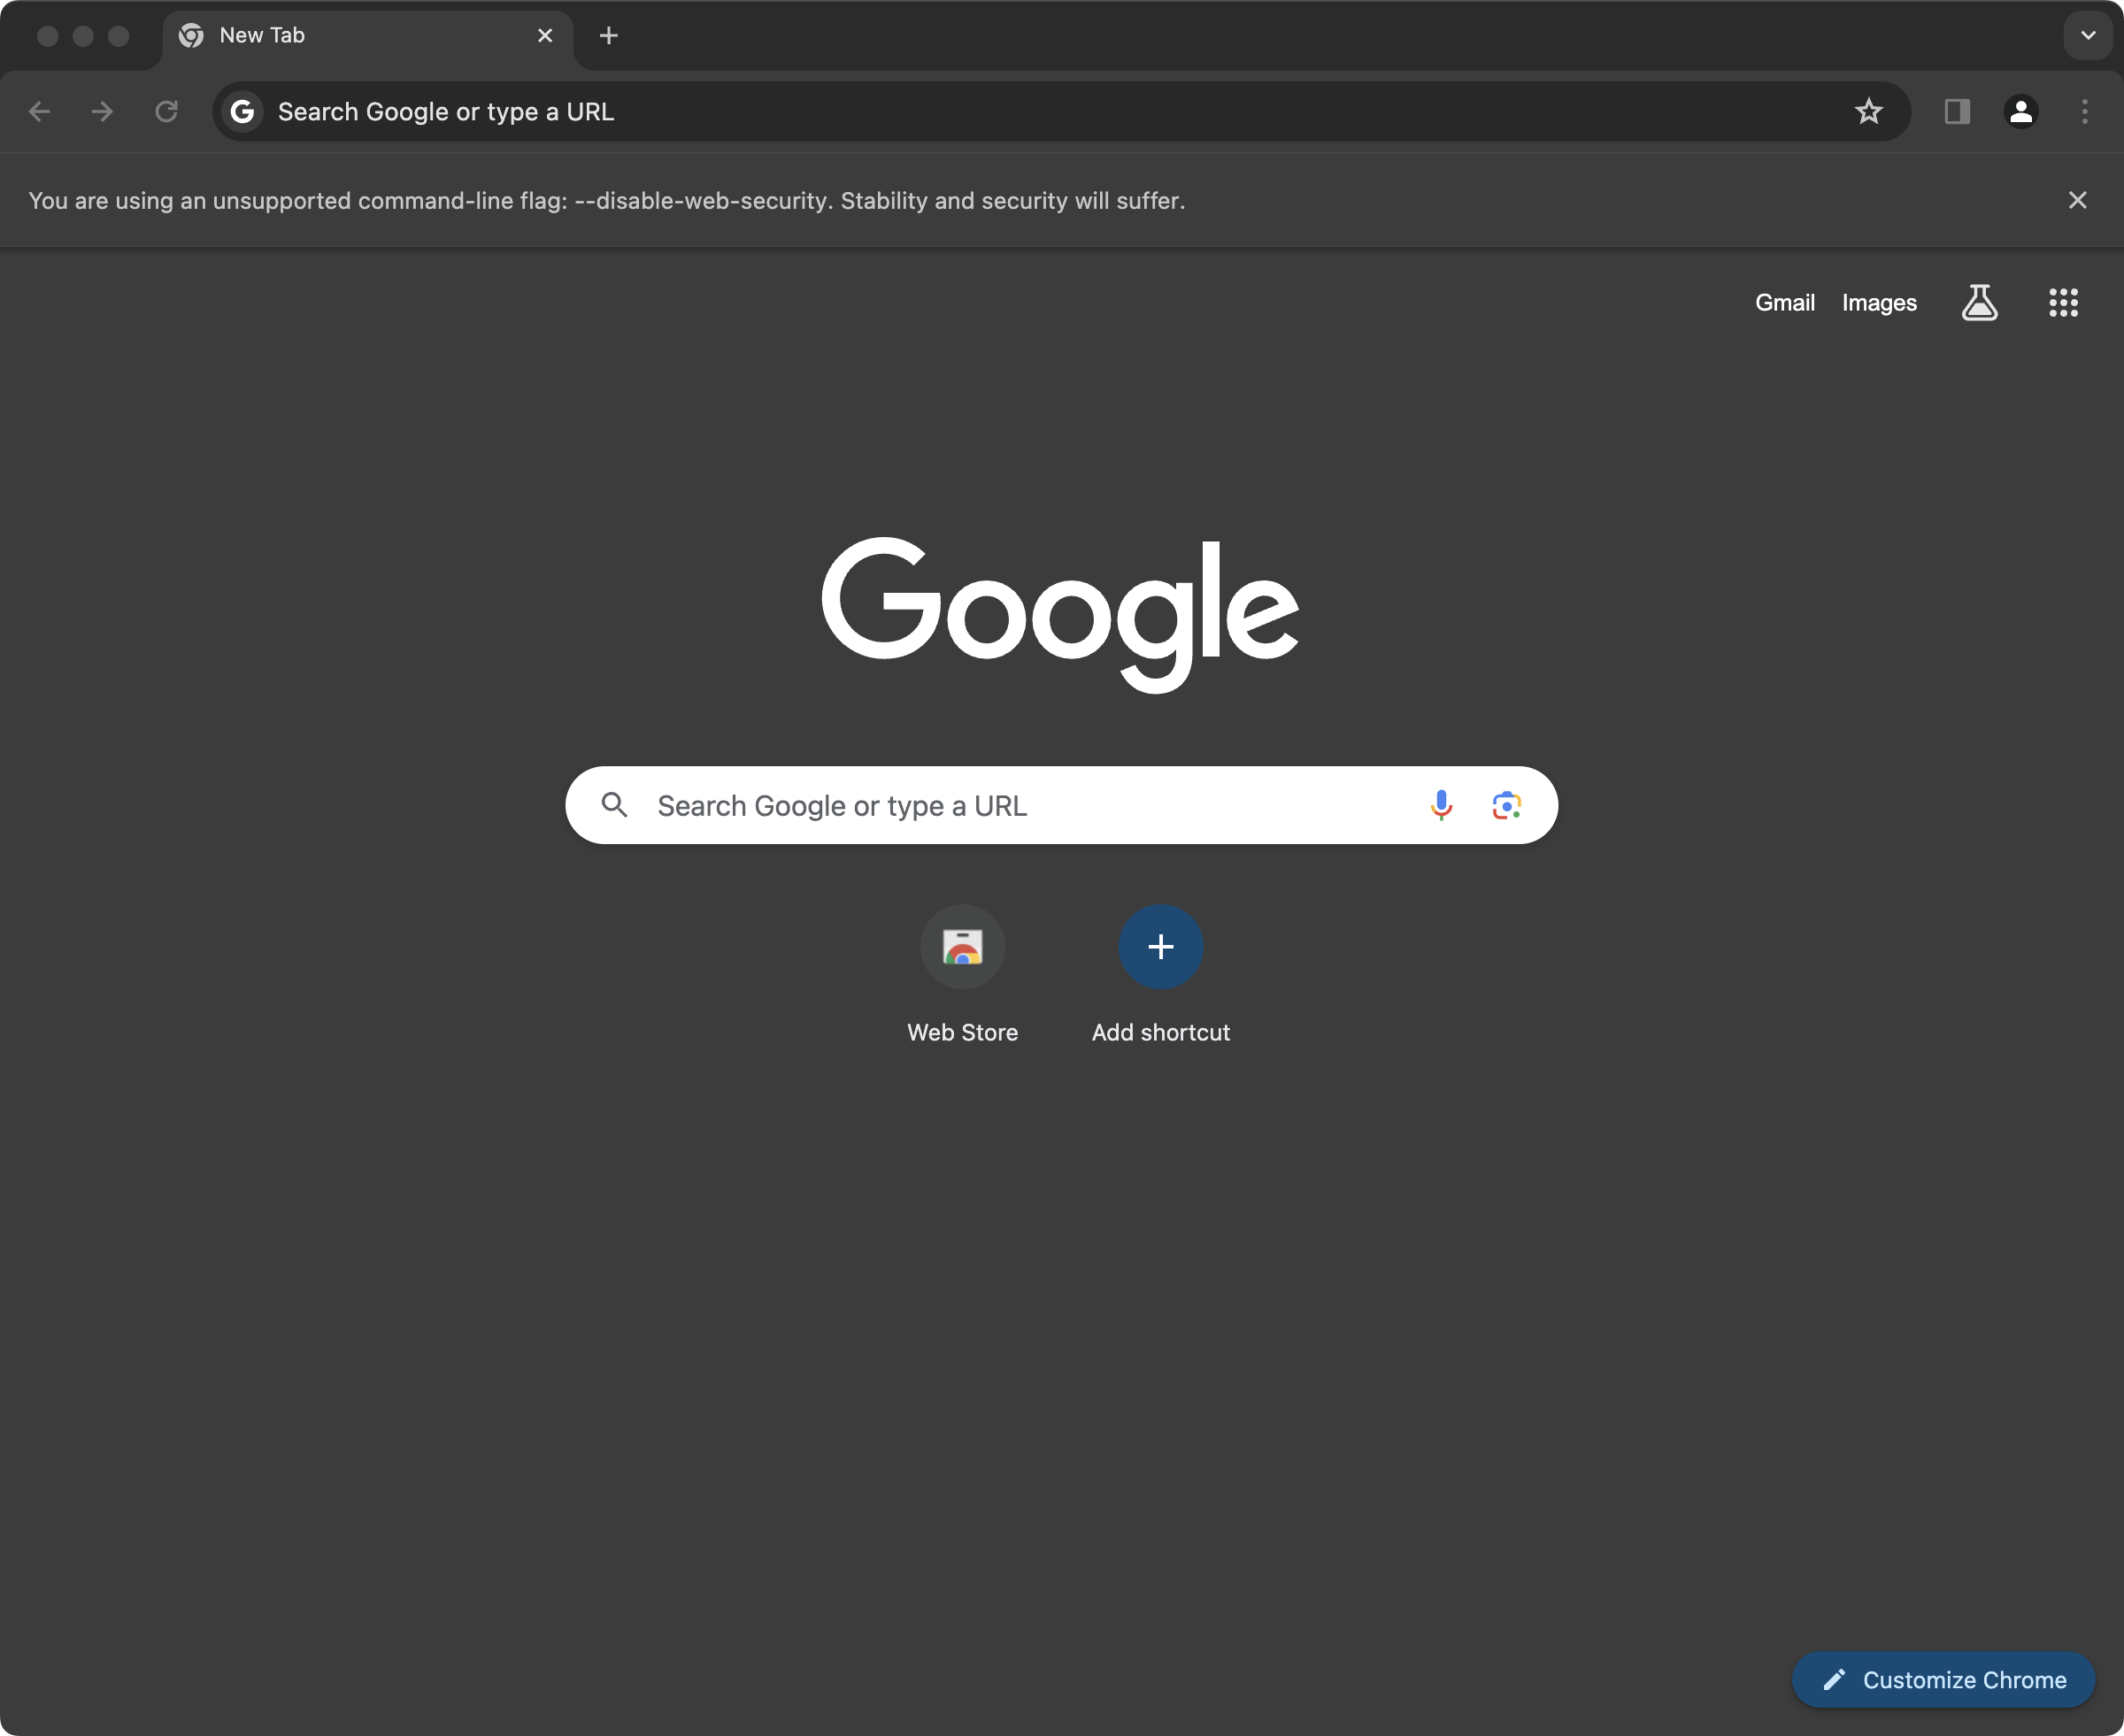 New Tab
Search Google or type a URL
You are using an unsupported command-line flag: --disable-web-security. Stability and security will suffer.
Gmail Images
Google
Search Google or type a URL
Web Store Add shortcut
Customize Chrome